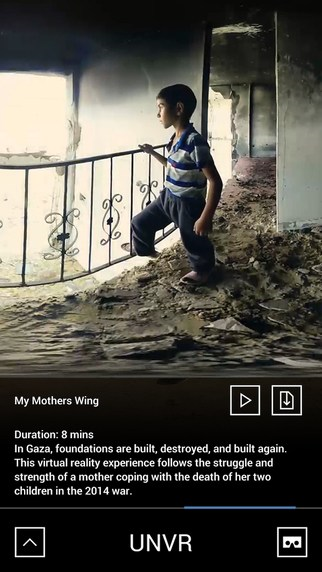 My Mothers Wing
Duration: 8 mins
In Gaza, foundations are built, destroyed, and built again.
This virtual reality experience follows the struggle and
strength of a mother coping with the death of her two
children in the 2014 war.
UNVR